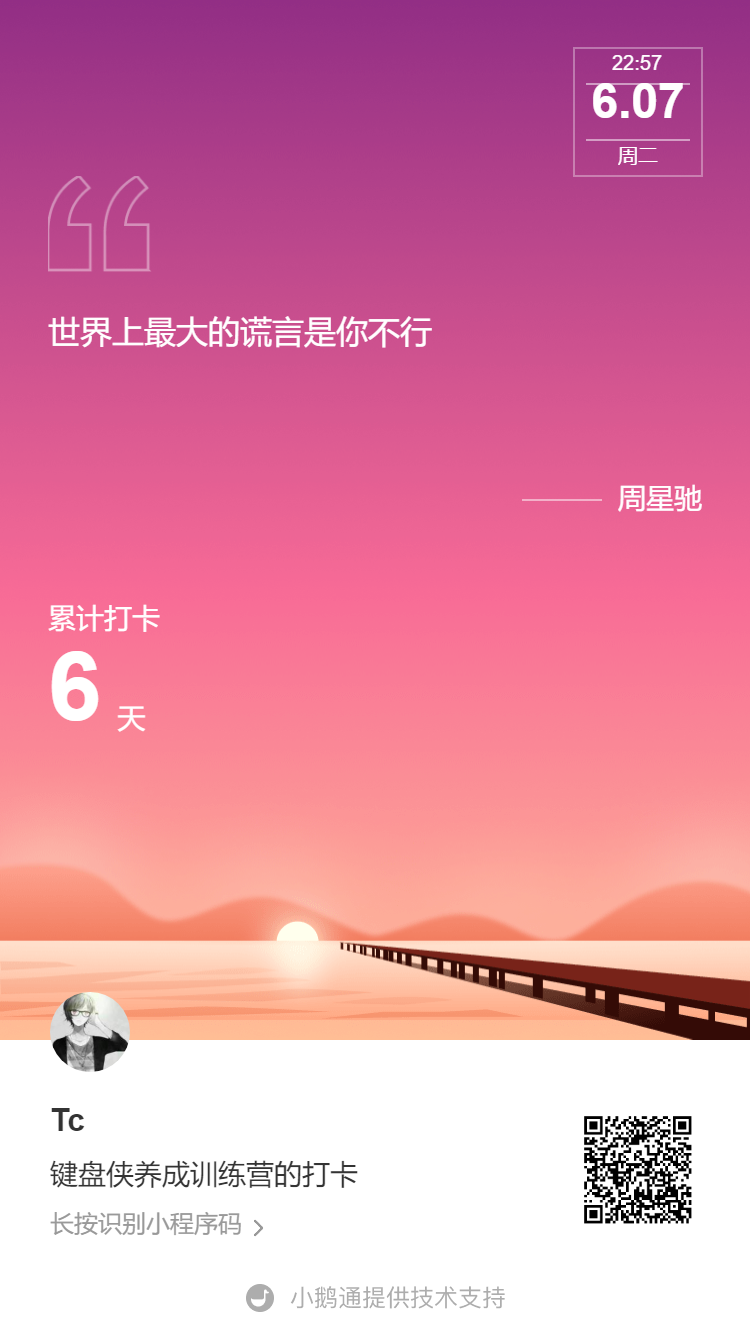 22:57
6.07
周二
世界上最大的谎言是你不行
周星驰
累计打卡
6 天
Tc
键盘侠养成训练营的打卡
长按识别小程序码
小鹅通提供技术支持